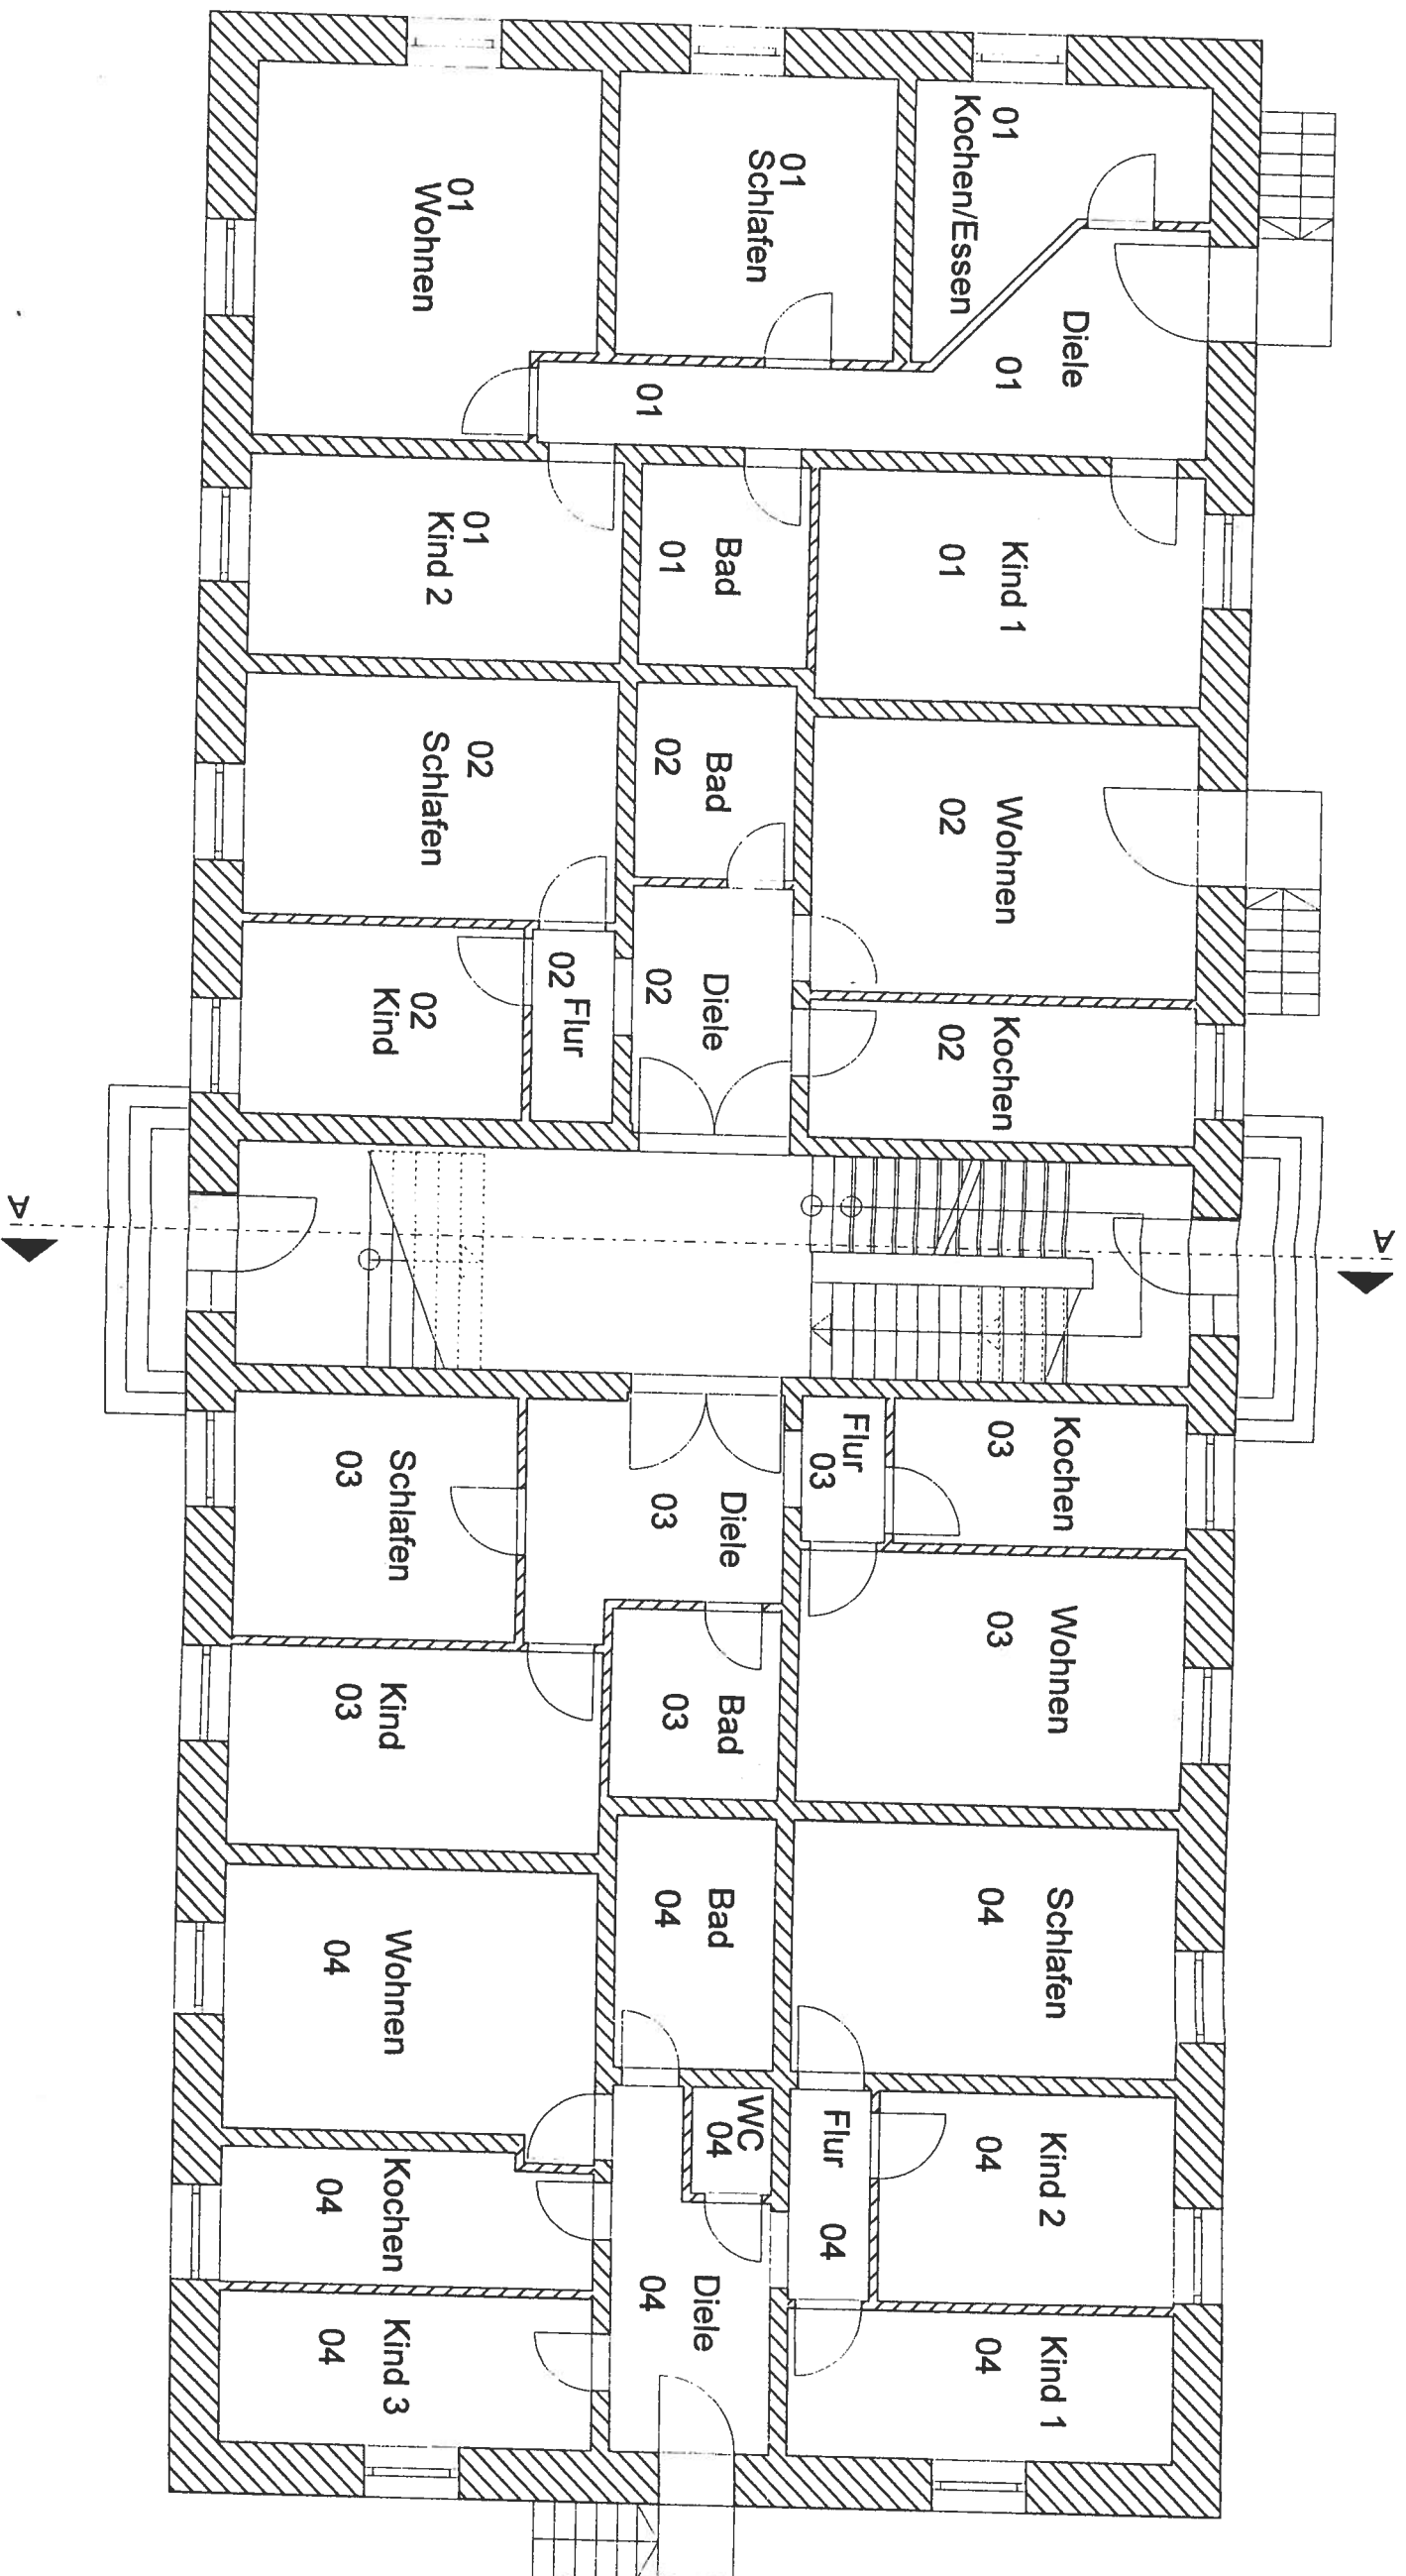 01
Kochen/Essen
01
Schlafen
01
Wohnen
Diele
01
01
Kind 1
01
Bad
01
01
Kind 2
Wohnen
02
Bad
02
02
Schlafen
Kochen
02
Diele
02
Flur
02
02
Kind
A
A
Kochen
03
Flur
03
Diele
03
Schlafen
03
Wohnen
03
Bad
03
Kind
03
Schlafen
04
Bad
04
Wohnen
04
Kind 2
04
Flur 04
WC
04
Kochen
04
Kind 1
04
Diele
04
Kind 3
04